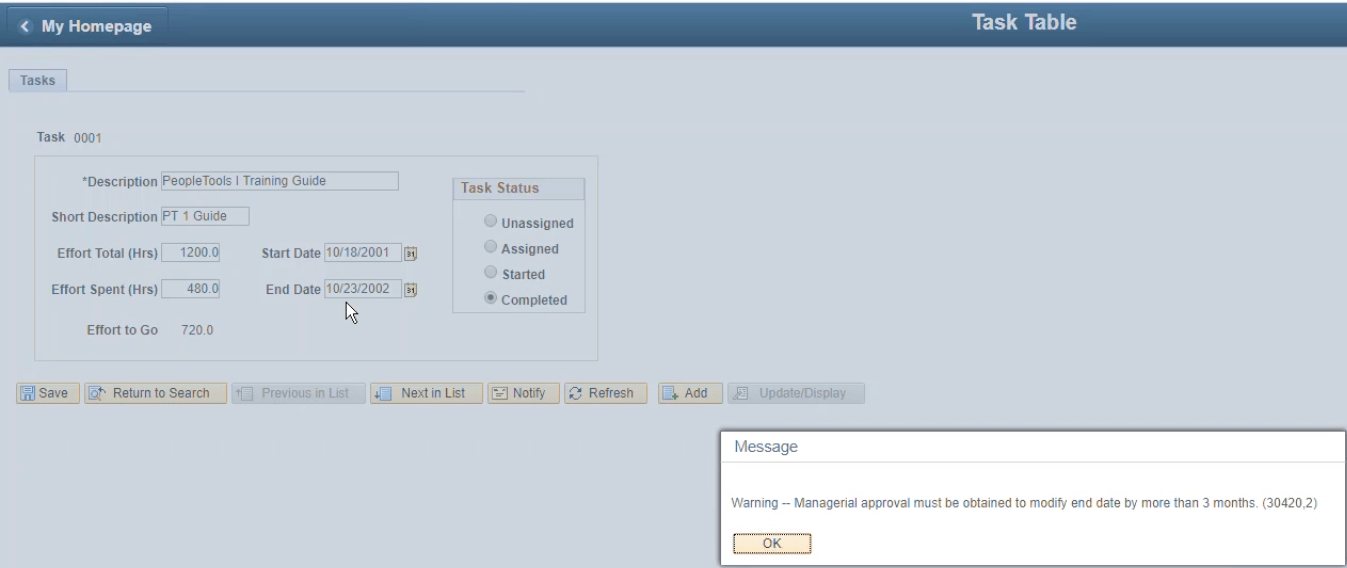 My Homepage
Task Table
Tasks
Task 0001
*Description PeopleTools I Training Guide
Task Status
Short Description PT 1 Guide
Unassigned
Effort Total (Hrs) 1200.0 Start Date 10/18/2001 31
Assigned
Started
Effort Spent (Hrs) 480.0 End Date 10/23/2002 31
Completed
Effort to Go 720.0
Save Return to Search Previous in List Next in List Notify Refresh Add Update/Display
Message
Warning -- Managerial approval must be obtained to modify end date by more than 3 months. (30420,2)
OK